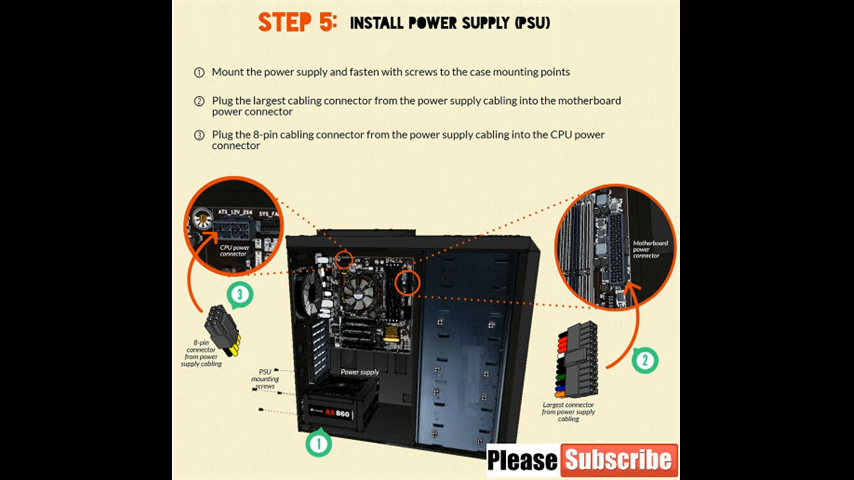 STEP 5: INSTALL POWER SUPPLY (PSU)
① Mount the power supply and fasten with screws to the case mounting points
② Plug the largest cabling connector from the power supply cabling into the motherboard
power connector
③ Plug the 8-pin cabling connector from the power supply cabling into the CPU power
connector
ATX_12V_2X4
SYS_FA
CPU power
connector
Motherboard
power
connector
3
8-pin
connector
from power
supply cabling
2
PSU
mounting
screws
Power supply
AX860
Largest connector
from power supply
cabling
1
Please Subscribe